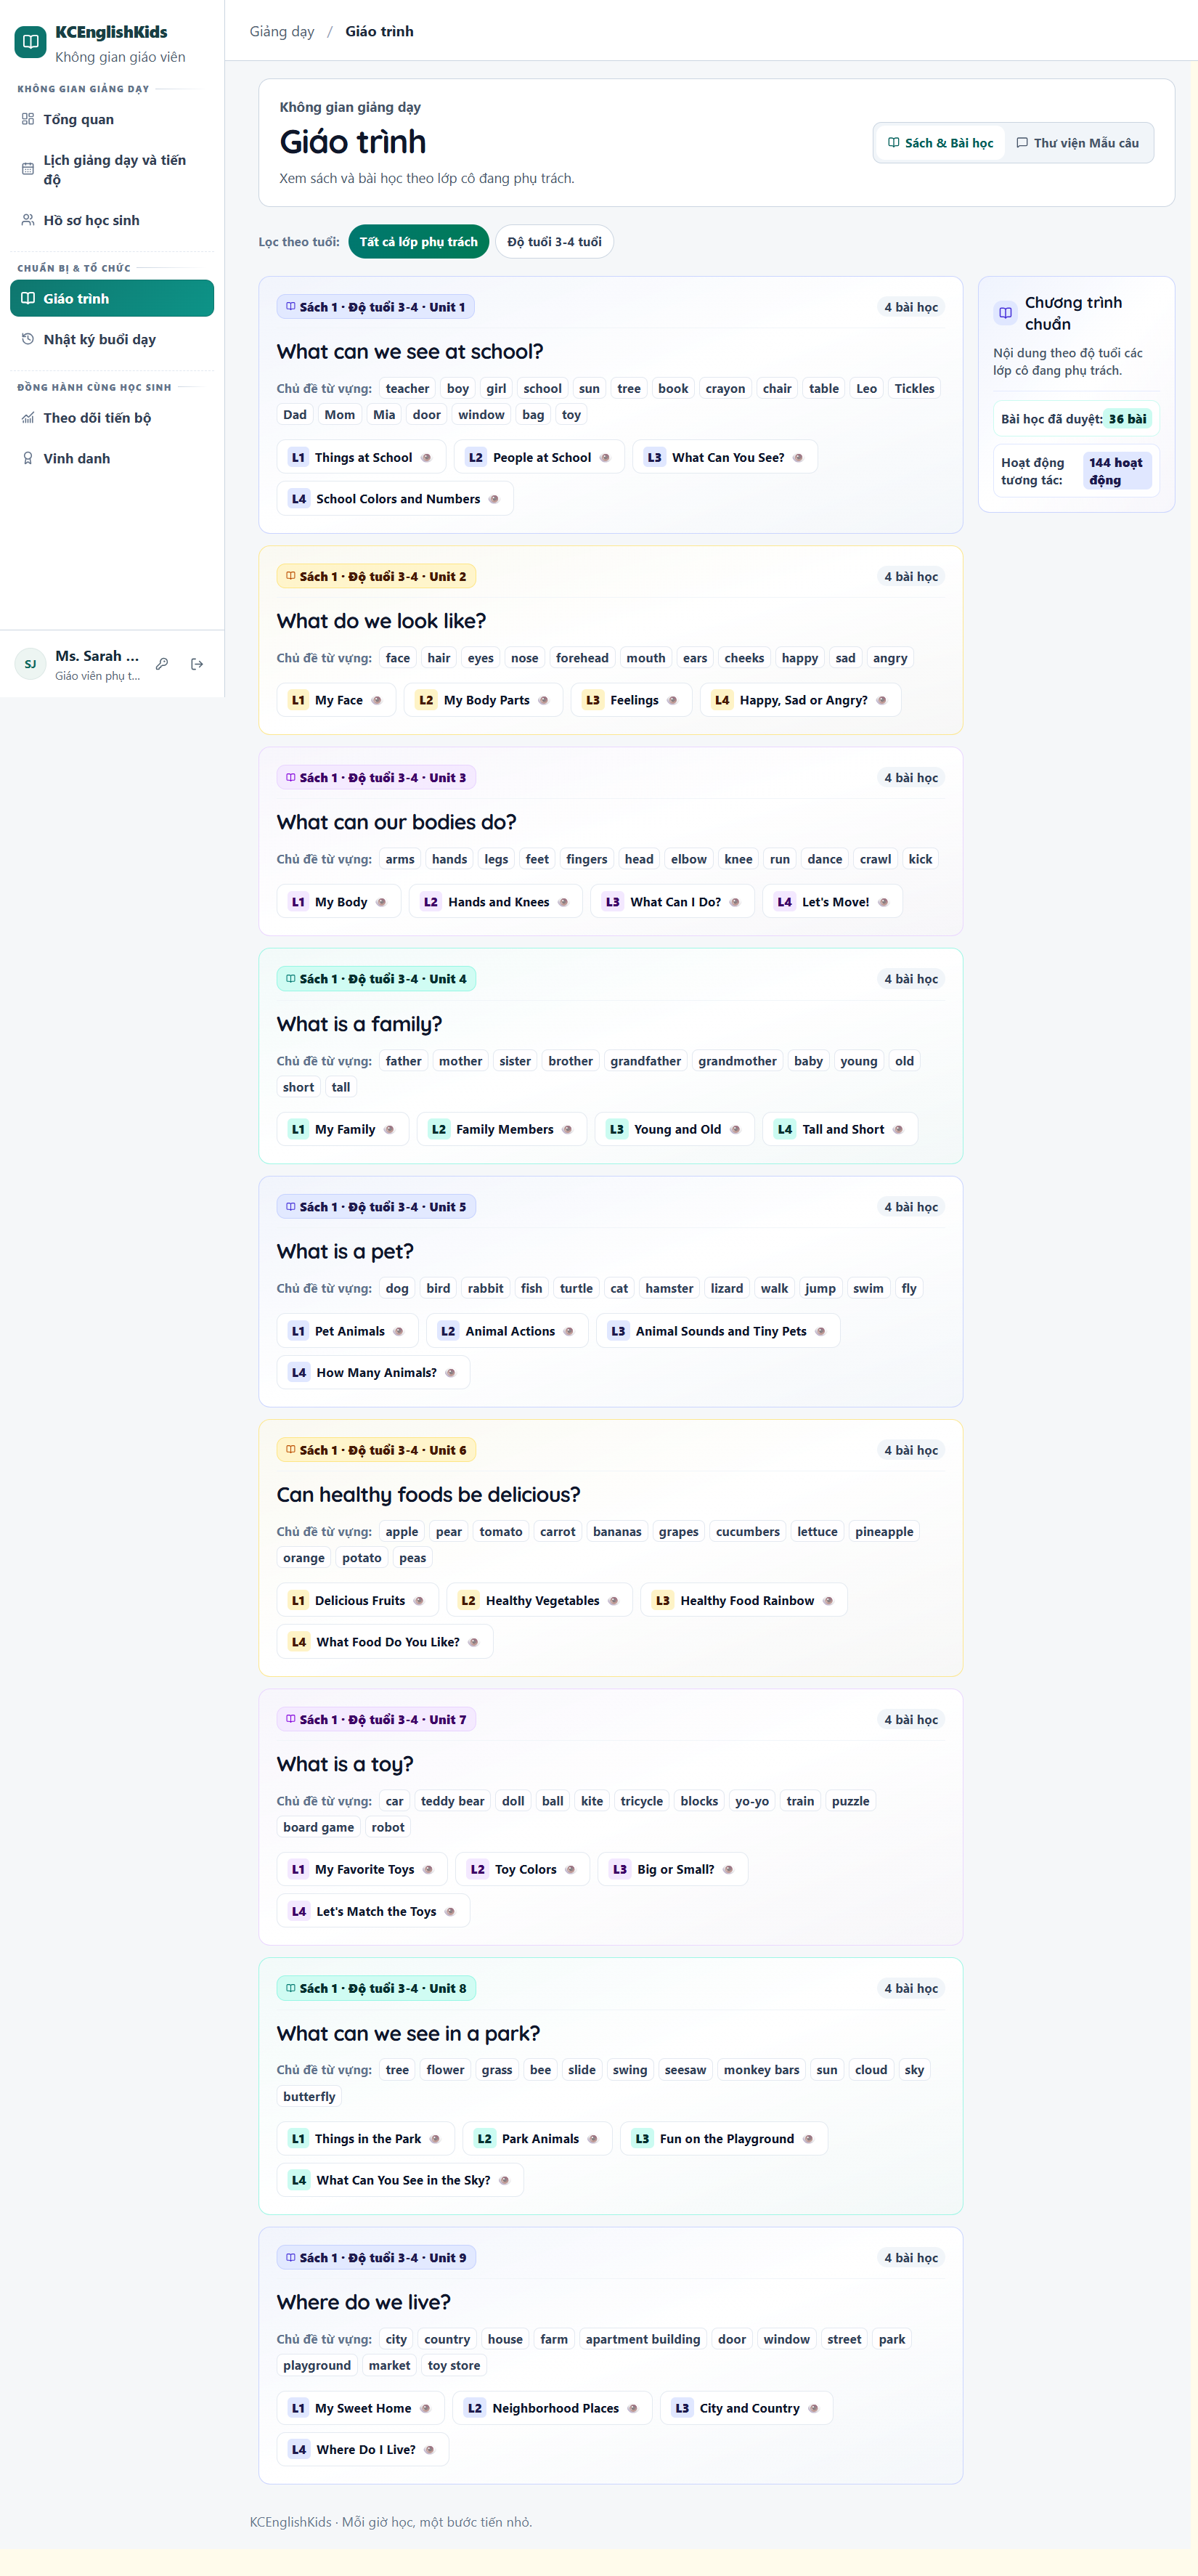 KCEnglishKids
Không gian giáo viên
KHÔNG GIAN GIẢNG DẠY
Tổng quan
Lịch giảng dạy và tiến
độ
Hồ sơ học sinh
CHUẨN BỊ & TỔ CHỨC
Giáo trình
Nhật ký buổi dạy
ĐỒNG HÀNH CÙNG HỌC SINH
Theo dõi tiến bộ
Vinh danh
SJ
Ms. Sarah ...
Giáo viên phụ t...
Giảng dạy / Giáo trình
Không gian giảng dạy
Giáo trình
Xem sách và bài học theo lớp cô đang phụ trách.
Sách & Bài học Thư viện Mẫu câu
Lọc theo tuổi: Tất cả lớp phụ trách Độ tuổi 3-4 tuổi
Sách 1 · Độ tuổi 3-4 · Unit 1 4 bài học
What can we see at school?
Chủ đề từ vựng: teacher boy girl school sun tree book crayon chair table Leo Tickles
Dad Mom Mia door window bag toy
L1 Things at School L2 People at School L3 What Can You See?
L4 School Colors and Numbers
Sách 1 · Độ tuổi 3-4 · Unit 2 4 bài học
What do we look like?
Chủ đề từ vựng: face hair eyes nose forehead mouth ears cheeks happy sad angry
L1 My Face L2 My Body Parts L3 Feelings L4 Happy, Sad or Angry?
Sách 1 · Độ tuổi 3-4 · Unit 3 4 bài học
What can our bodies do?
Chủ đề từ vựng: arms hands legs feet fingers head elbow knee run dance crawl kick
L1 My Body L2 Hands and Knees L3 What Can I Do? L4 Let's Move!
Sách 1 · Độ tuổi 3-4 · Unit 4 4 bài học
What is a family?
Chủ đề từ vựng: father mother sister brother grandfather grandmother baby young old
short tall
L1 My Family L2 Family Members L3 Young and Old L4 Tall and Short
Sách 1 · Độ tuổi 3-4 · Unit 5 4 bài học
What is a pet?
Chủ đề từ vựng: dog bird rabbit fish turtle cat hamster lizard walk jump swim fly
L1 Pet Animals L2 Animal Actions L3 Animal Sounds and Tiny Pets
L4 How Many Animals?
Sách 1 · Độ tuổi 3-4 · Unit 6 4 bài học
Can healthy foods be delicious?
Chủ đề từ vựng: apple pear tomato carrot bananas grapes cucumbers lettuce pineapple
orange potato peas
L1 Delicious Fruits L2 Healthy Vegetables L3 Healthy Food Rainbow
L4 What Food Do You Like?
Sách 1 · Độ tuổi 3-4 · Unit 7 4 bài học
What is a toy?
Chủ đề từ vựng: car teddy bear doll ball kite tricycle blocks yo-yo train puzzle
board game robot
L1 My Favorite Toys L2 Toy Colors L3 Big or Small?
L4 Let's Match the Toys
Sách 1 · Độ tuổi 3-4 · Unit 8 4 bài học
What can we see in a park?
Chủ đề từ vựng: tree flower grass bee slide swing seesaw monkey bars sun cloud sky
butterfly
L1 Things in the Park L2 Park Animals L3 Fun on the Playground
L4 What Can You See in the Sky?
Sách 1 · Độ tuổi 3-4 · Unit 9 4 bài học
Where do we live?
Chủ đề từ vựng: city country house farm apartment building door window street park
playground market toy store
L1 My Sweet Home L2 Neighborhood Places L3 City and Country
L4 Where Do I Live?
Chương trình
chuẩn
Nội dung theo độ tuổi các
lớp cô đang phụ trách.
Bài học đã duyệt: 36 bài
Hoạt động 144 hoạt
tương tác: động
KCEnglishKids · Mỗi giờ học, một bước tiến nhỏ.